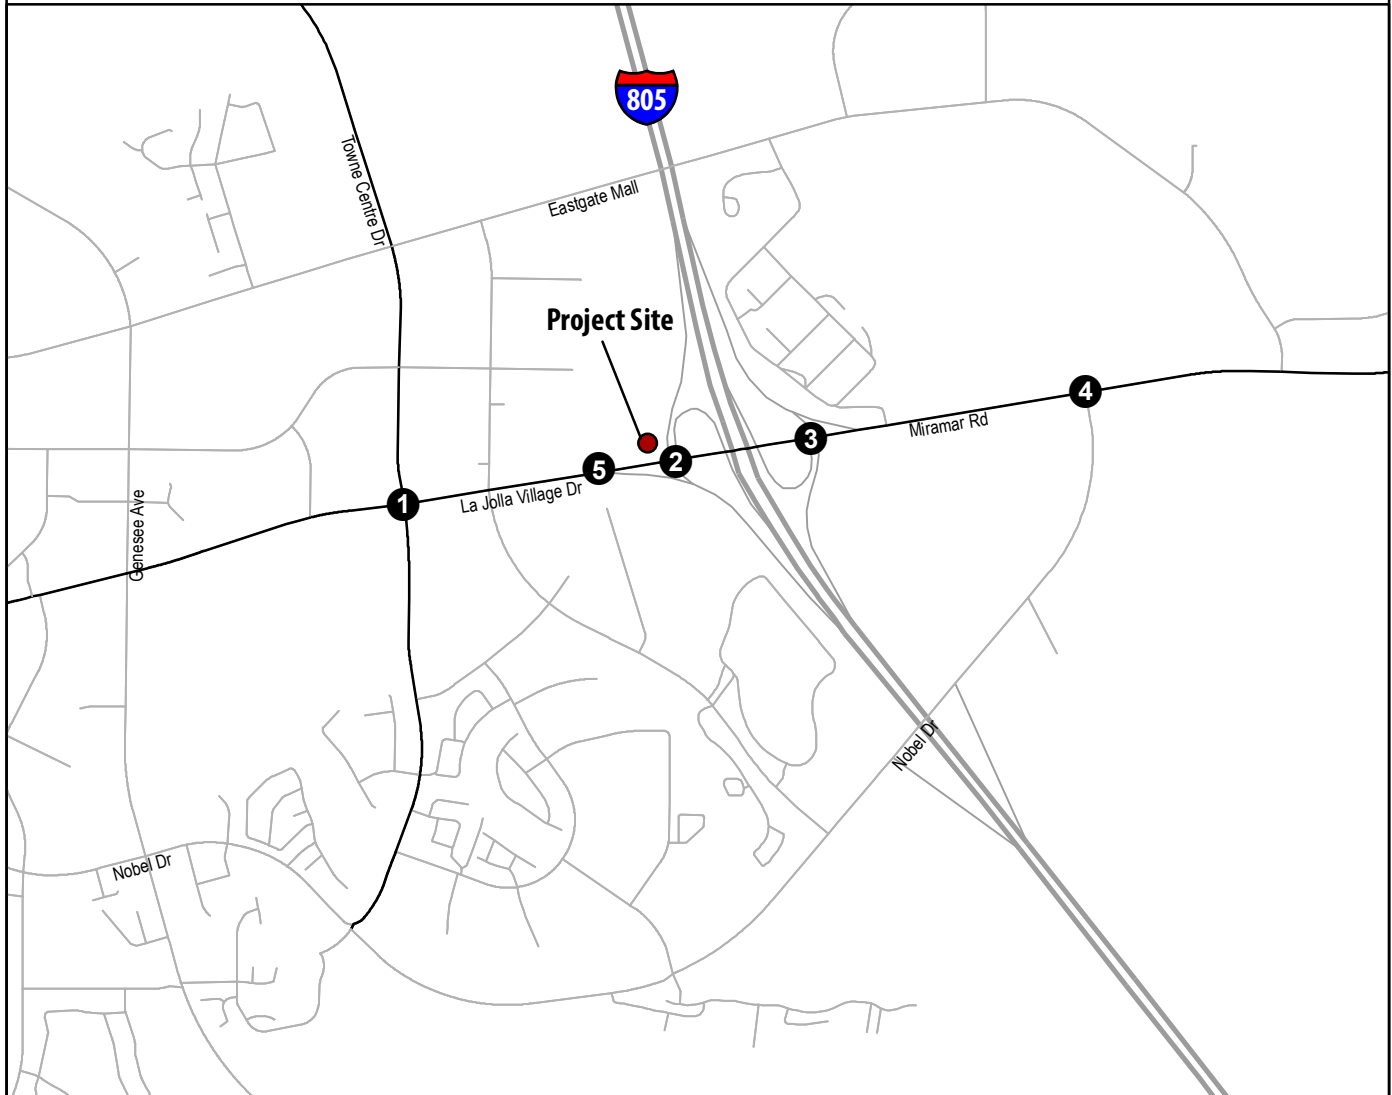 805
Towne Centre Dr
Eastgate Mall
Project Site
4
Miramar Rd
3
2
5
La Jolla Village Dr
1
Genesee Ave
Nobel Dr
Nobel Dr